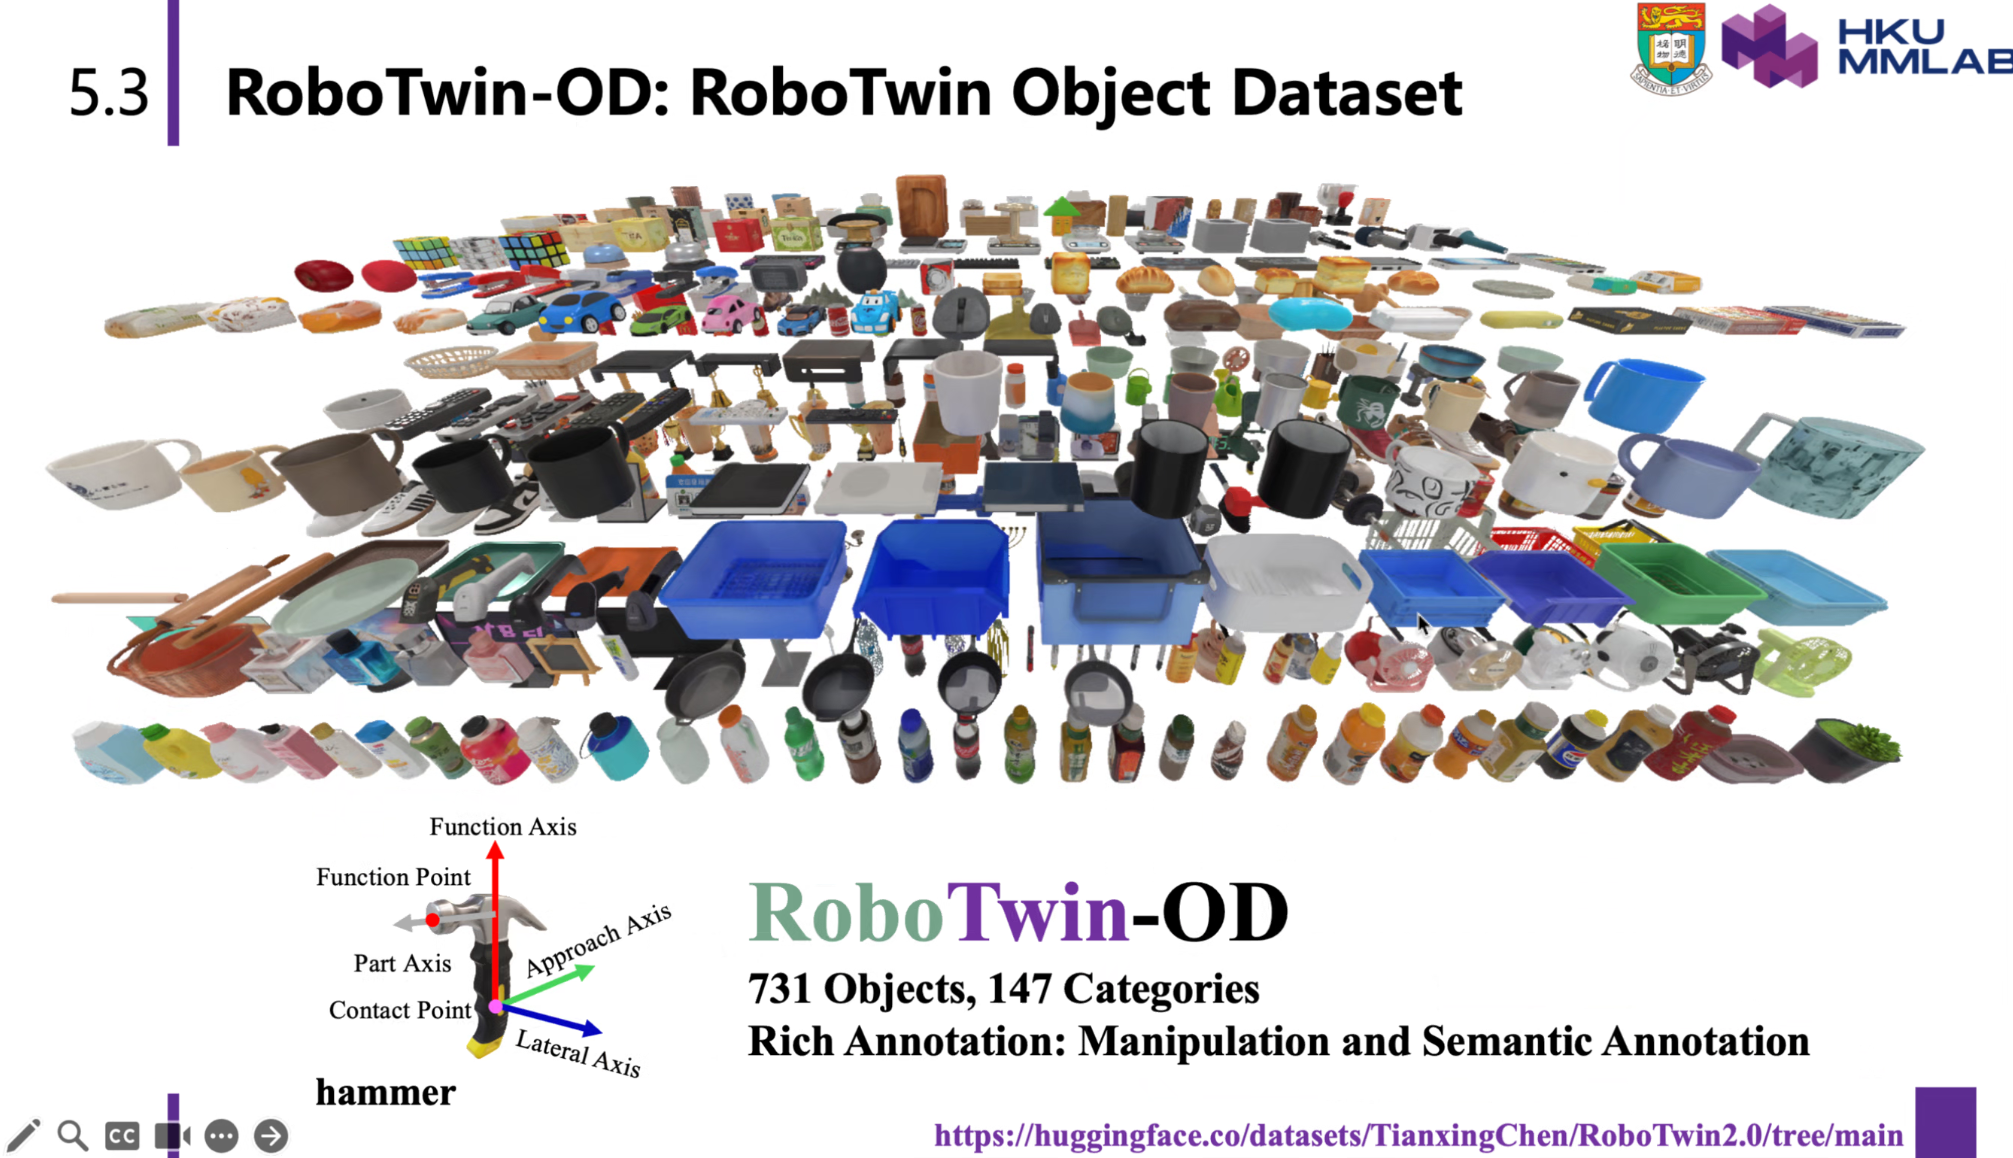 5.3
RoboTwin-OD: RoboTwin Object Dataset
HKU
MMLAB
Function Axis
Function Point
Approach Axis
Part Axis
Contact Point
Lateral Axis
hammer
RoboTwin-OD
731 Objects, 147 Categories
Rich Annotation: Manipulation and Semantic Annotation
https://huggingface.co/datasets/TianxingChen/RoboTwin2.0/tree/main
CC